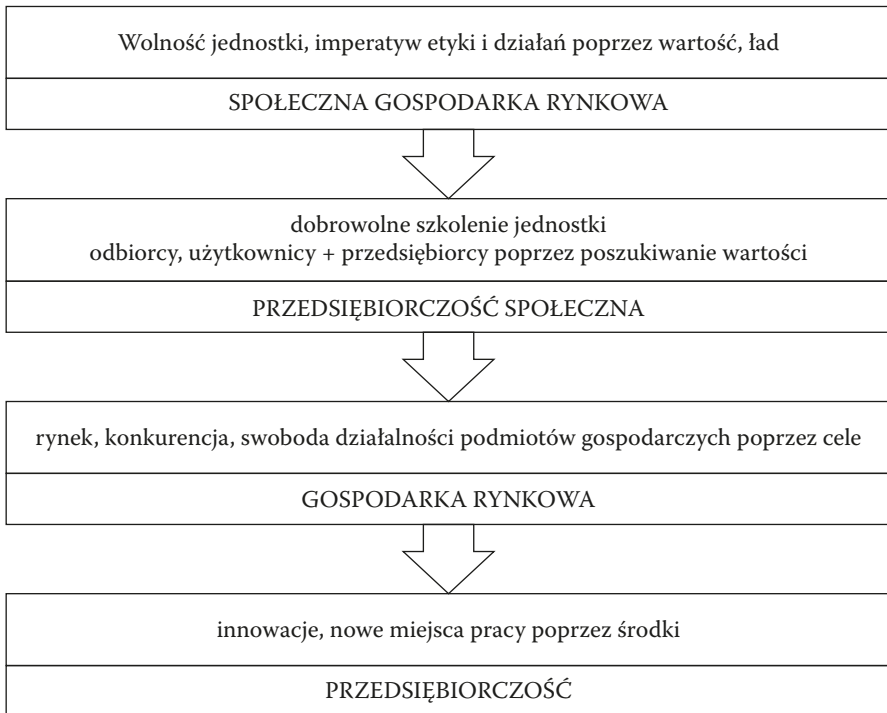 Wolność jednostki, imperatyw etyki i działań poprzez wartość, ład
SPOŁECZNA GOSPODARKA RYNKOWA
dobrowolne szkolenie jednostki
odbiorcy, użytkownicy + przedsiębiorcy poprzez poszukiwanie wartości
PRZEDSIĘBIORCZOŚĆ SPOŁECZNA
rynek, konkurencja, swoboda działalności podmiotów gospodarczych poprzez cele
GOSPODARKA RYNKOWA
innowacje, nowe miejsca pracy poprzez środki
PRZEDSIĘBIORCZOŚĆ